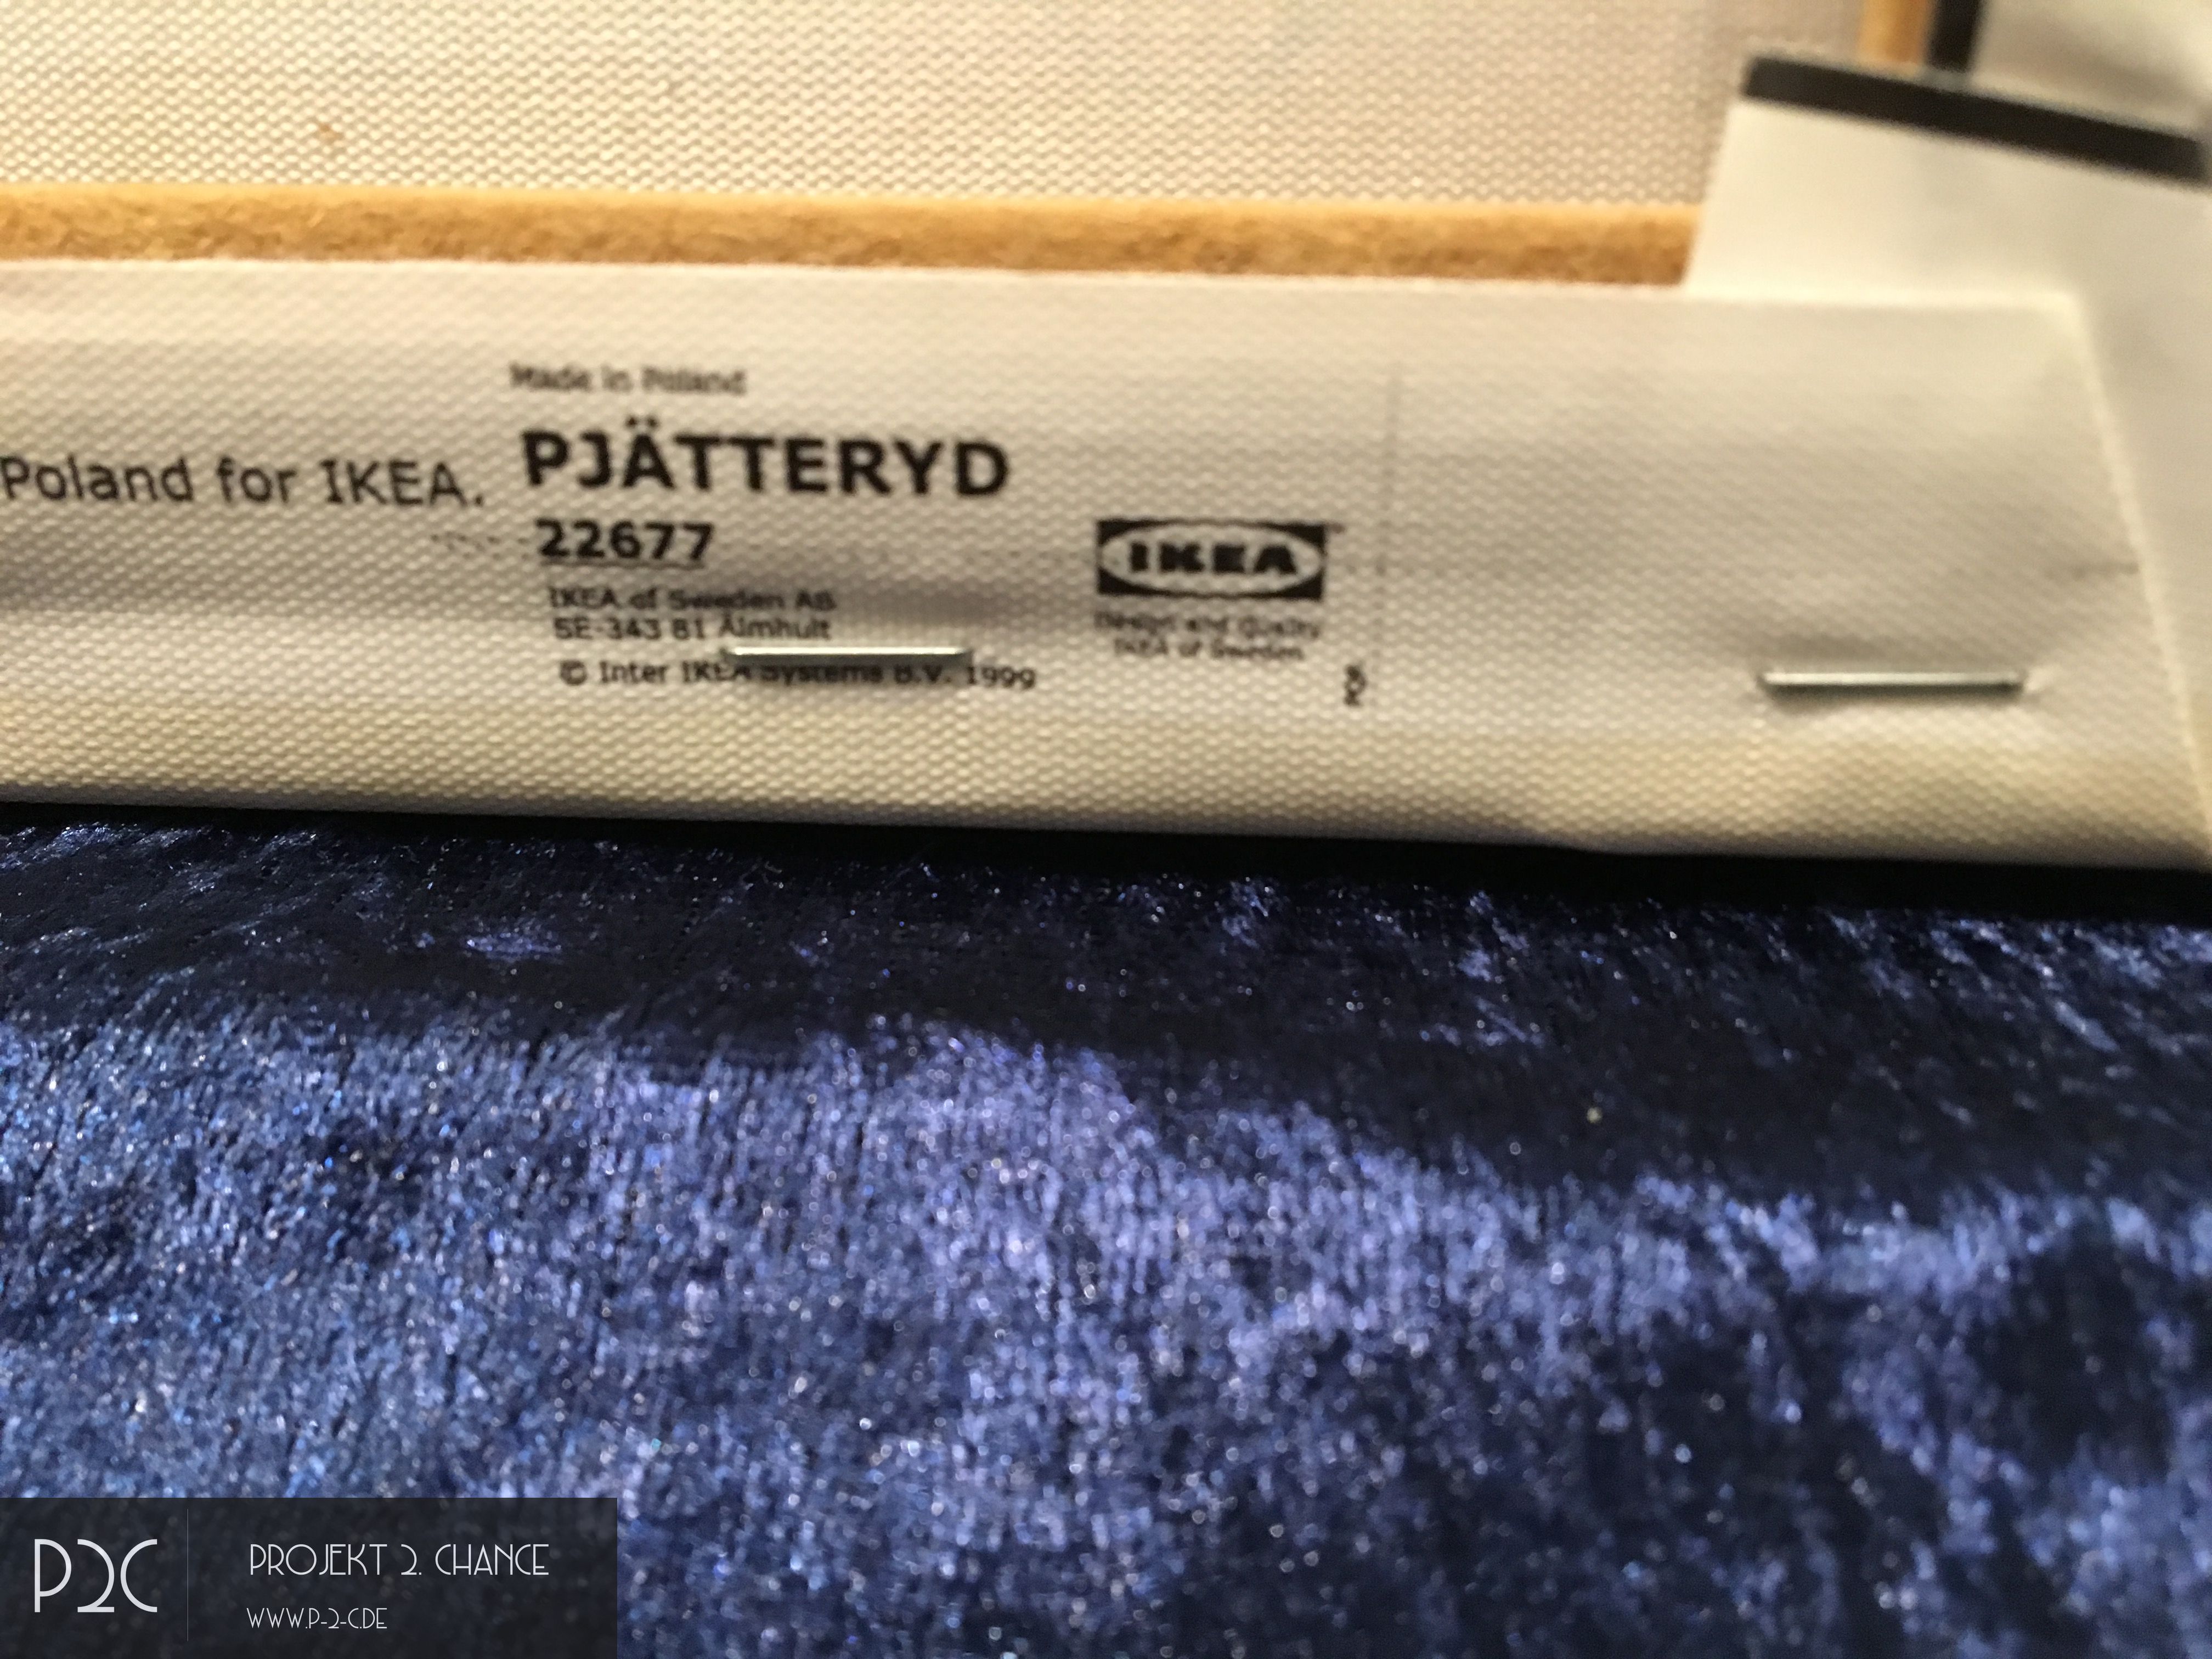 Made in Poland
Poland for IKEA.
PJÄTTERYD
22677
IKEA of Sweden AB
SE-343 81 Älmhult
© Inter IKEA Systems B.V. 1999
IKEA
Design and Quality
IKEA of Sweden
P2C
PROJEKT 2. CHANCE
WWW.P-2-C.DE